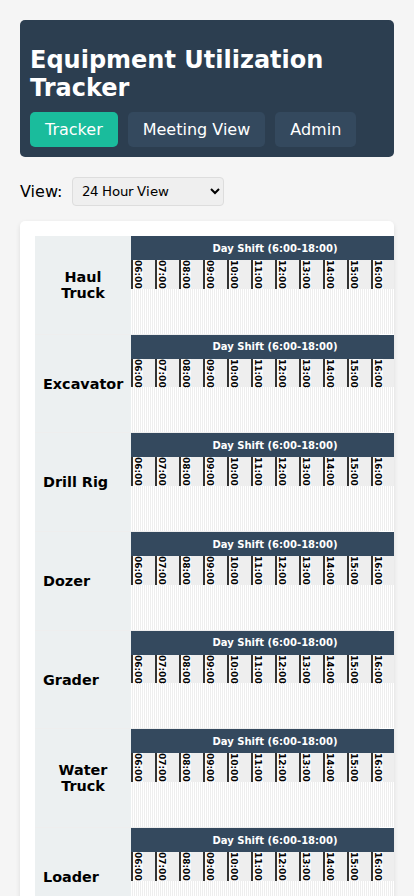 Equipment Utilization
Tracker
Tracker Meeting View Admin
View: 24 Hour View
Day Shift (6:00-18:00)
Haul
Truck
06:00 07:00 08:00 09:00 10:00 11:00 12:00 13:00 14:00 15:00 16:00
Day Shift (6:00-18:00)
Excavator
06:00 07:00 08:00 09:00 10:00 11:00 12:00 13:00 14:00 15:00 16:00
Day Shift (6:00-18:00)
Drill Rig
06:00 07:00 08:00 09:00 10:00 11:00 12:00 13:00 14:00 15:00 16:00
Day Shift (6:00-18:00)
Dozer
06:00 07:00 08:00 09:00 10:00 11:00 12:00 13:00 14:00 15:00 16:00
Day Shift (6:00-18:00)
Grader
06:00 07:00 08:00 09:00 10:00 11:00 12:00 13:00 14:00 15:00 16:00
Day Shift (6:00-18:00)
Water
Truck
06:00 07:00 08:00 09:00 10:00 11:00 12:00 13:00 14:00 15:00 16:00
Day Shift (6:00-18:00)
Loader
06:00 07:00 08:00 09:00 10:00 11:00 12:00 13:00 14:00 15:00 16:00